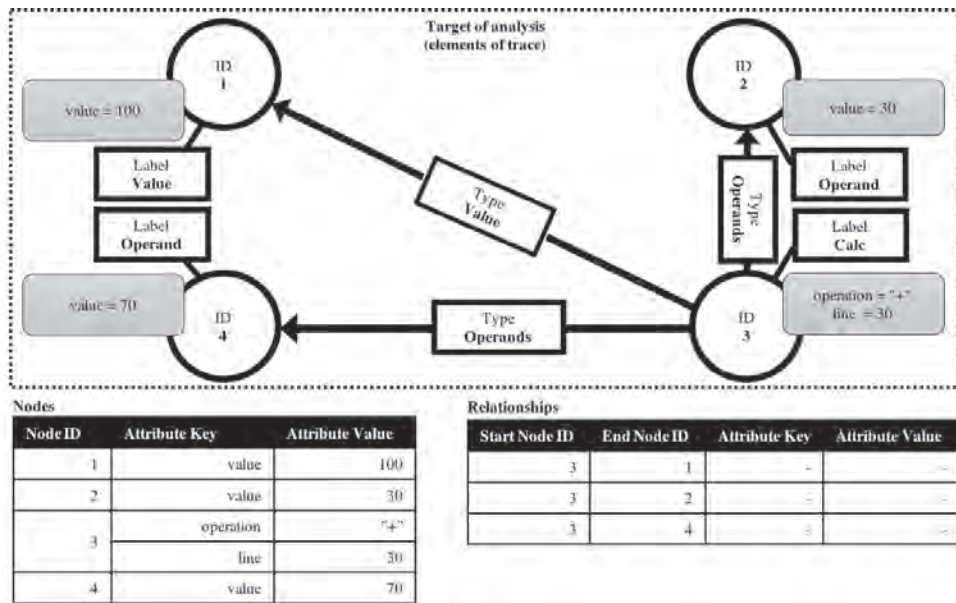 Target of analysis
(elements of trace)
ID
1
ID
2
value = 100
value = 30
Label
Value
Type
Value
Type
Operands
Label
Operand
Label
Operand
Label
Calc
value = 70
operation = "+"
line = 30
ID
4
Type
Operands
ID
3
Nodes
Node ID Attribute Key Attribute Value
1 value 100
2 value 30
3 operation "+"
line 30
4 value 70
Relationships
Start Node ID End Node ID Attribute Key Attribute Value
3 1 - -
3 2 - -
3 4 - -